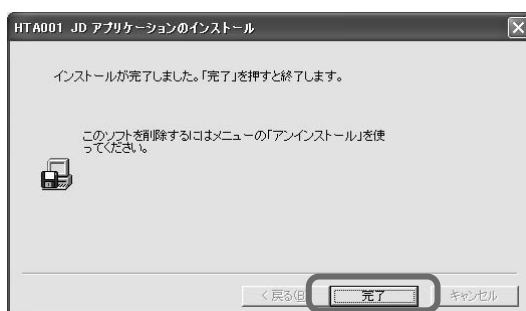 HTA001 JD アプリケーションのインストール
インストールが完了しました。「完了」を押すと終了します。
このソフトを削除するにはメニューの「アンインストール」を使
ってください。
< 戻る(B
完了
キャンセル